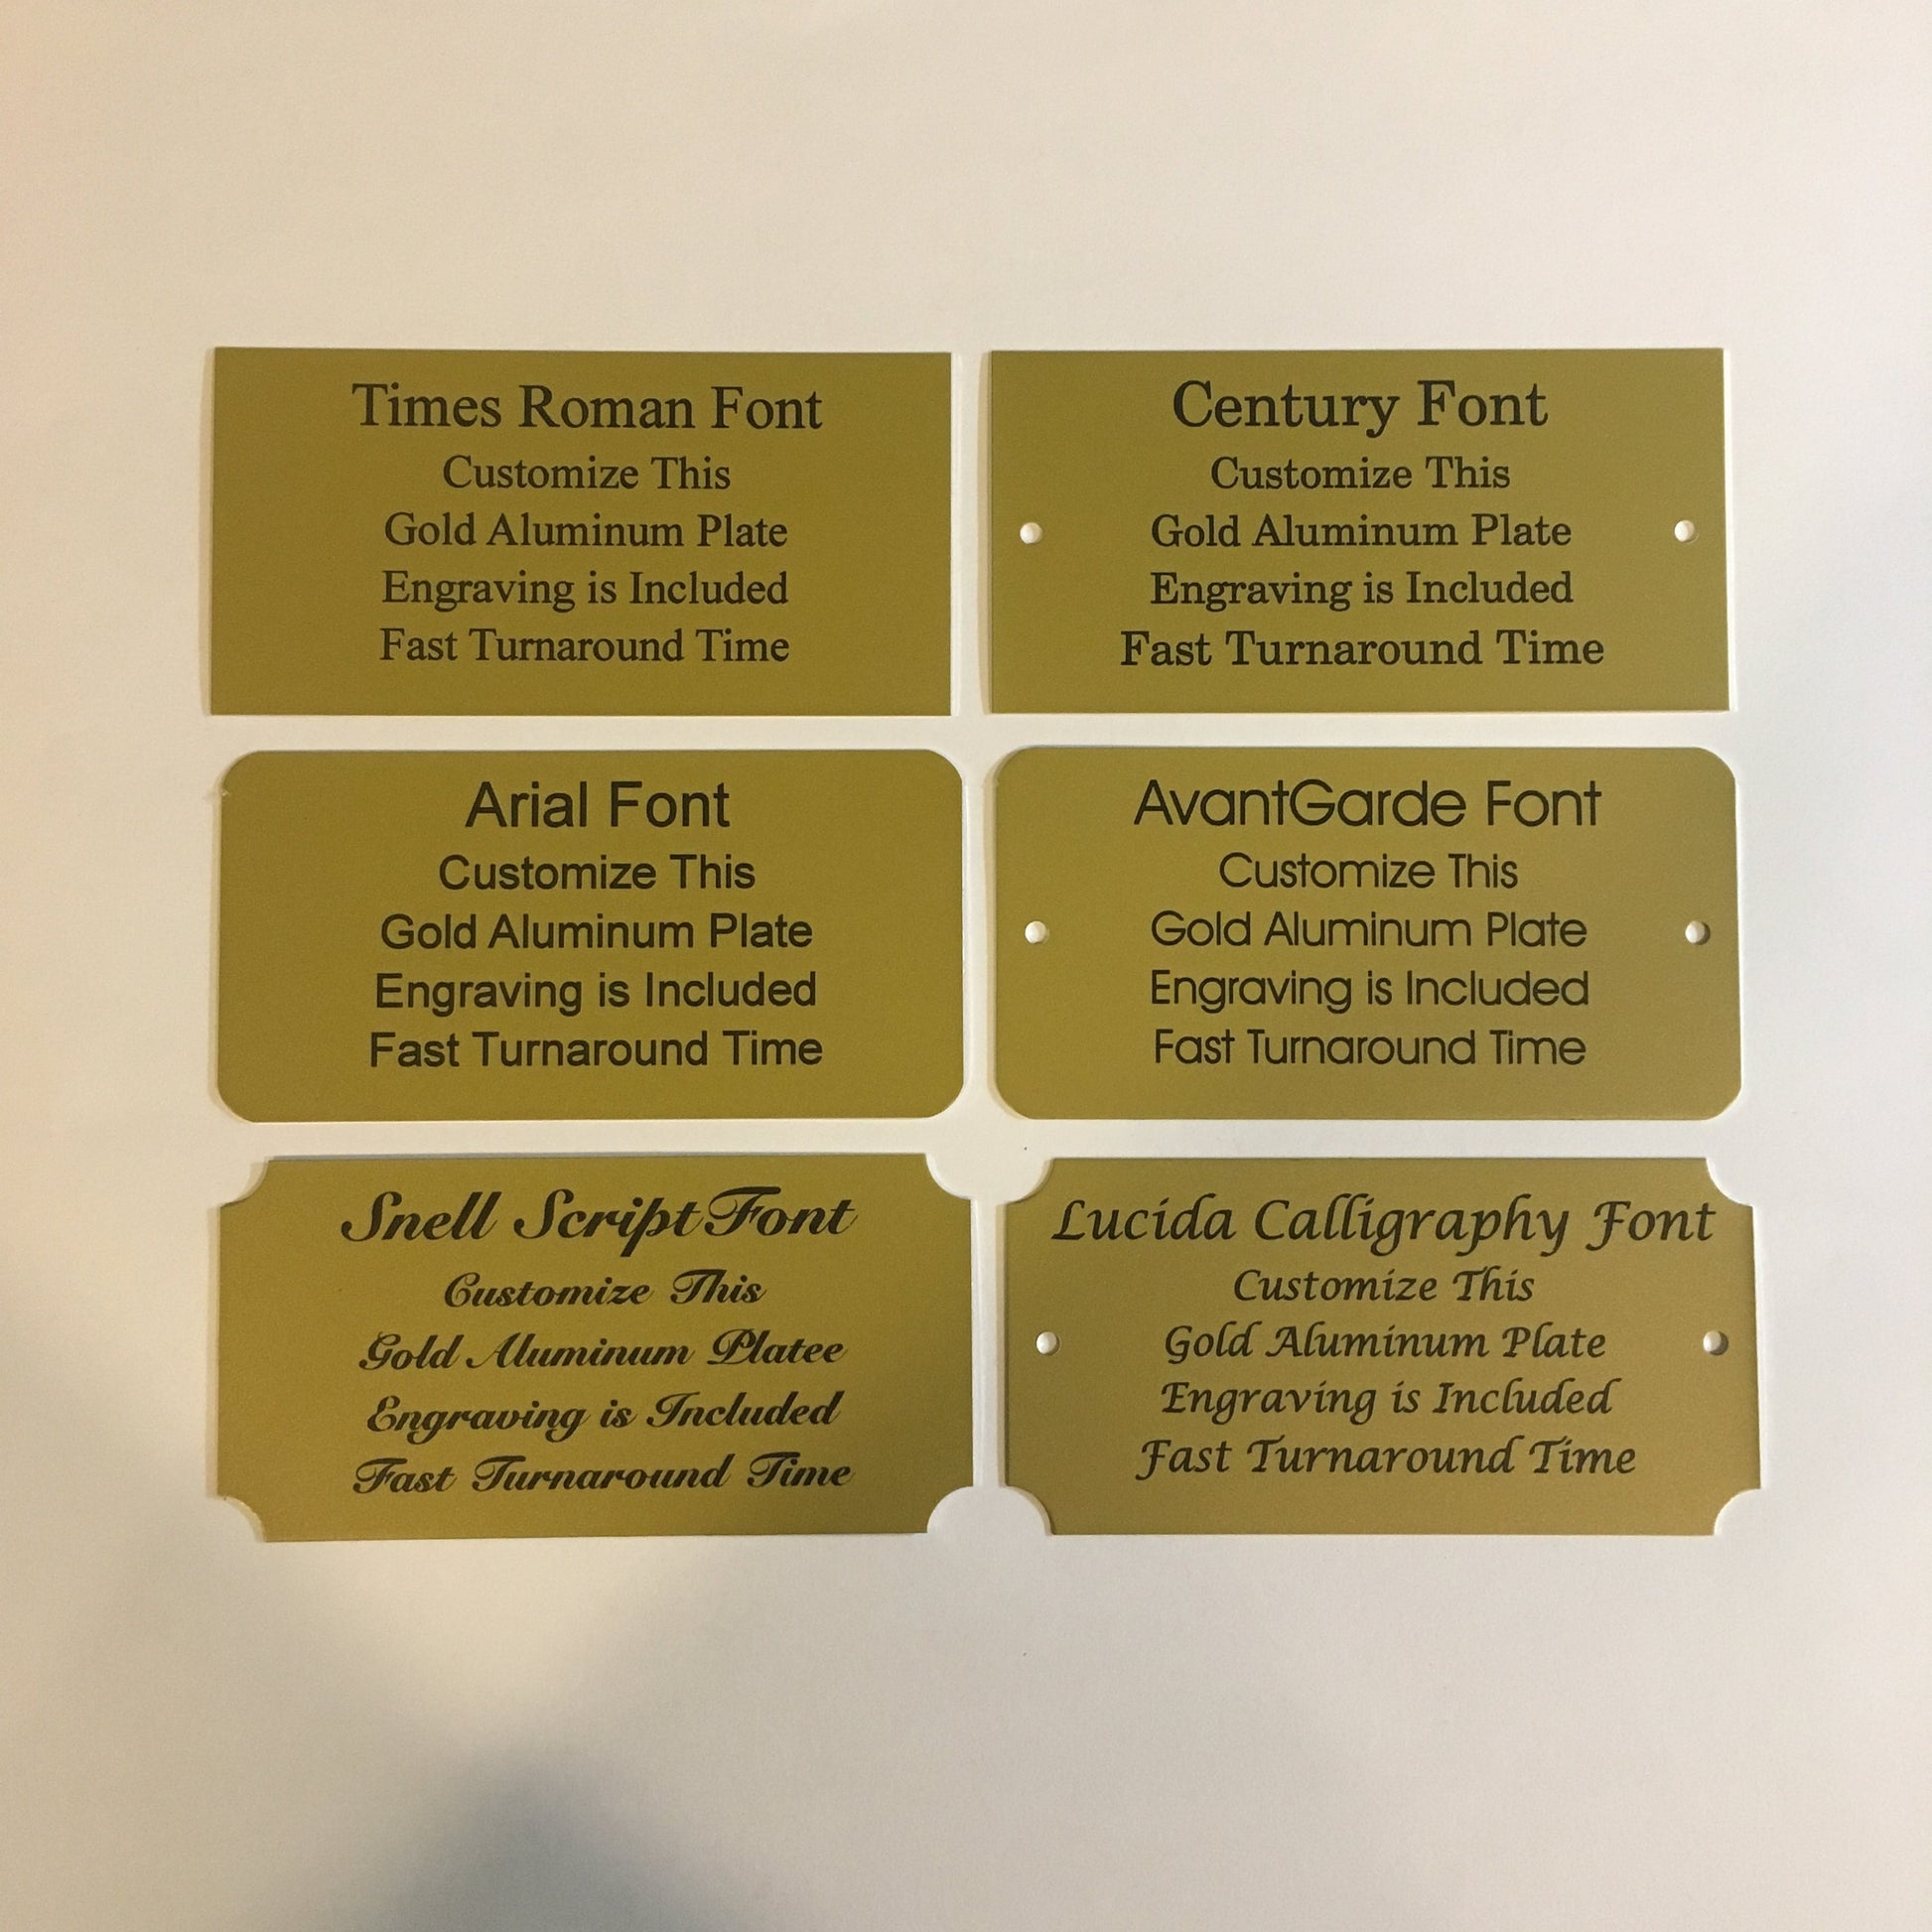 Times Roman Font
Customize This
Gold Aluminum Plate
Engraving is Included
Fast Turnaround Time
Century Font
Customize This
Gold Aluminum Plate
Engraving is Included
Fast Turnaround Time
Arial Font
Customize This
Gold Aluminum Plate
Engraving is Included
Fast Turnaround Time
AvantGarde Font
Customize This
Gold Aluminum Plate
Engraving is Included
Fast Turnaround Time
Snell Script Font
Customize This
Gold Aluminum Platee
Engraving is Included
Fast Turnaround Time
Lucida Calligraphy Font
Customize This
Gold Aluminum Plate
Engraving is Included
Fast Turnaround Time